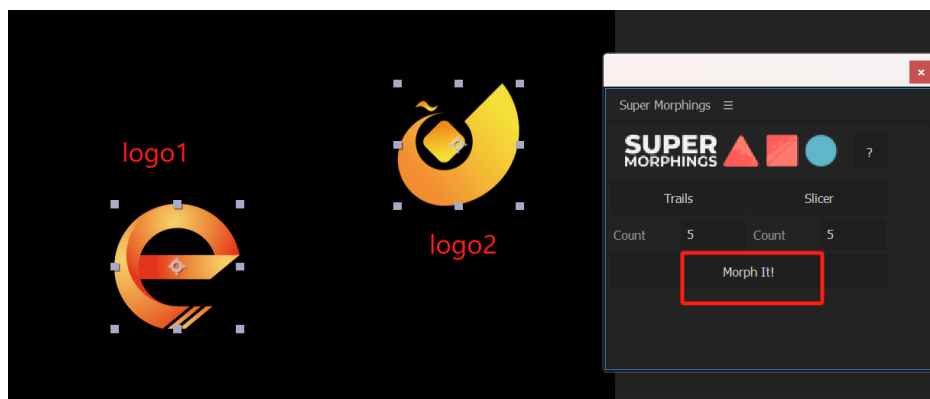 logo1
logo2
Super Morphings
SUPER
MORPHINGS
?
Trails
Slicer
Count
5
Count
5
Morph It!